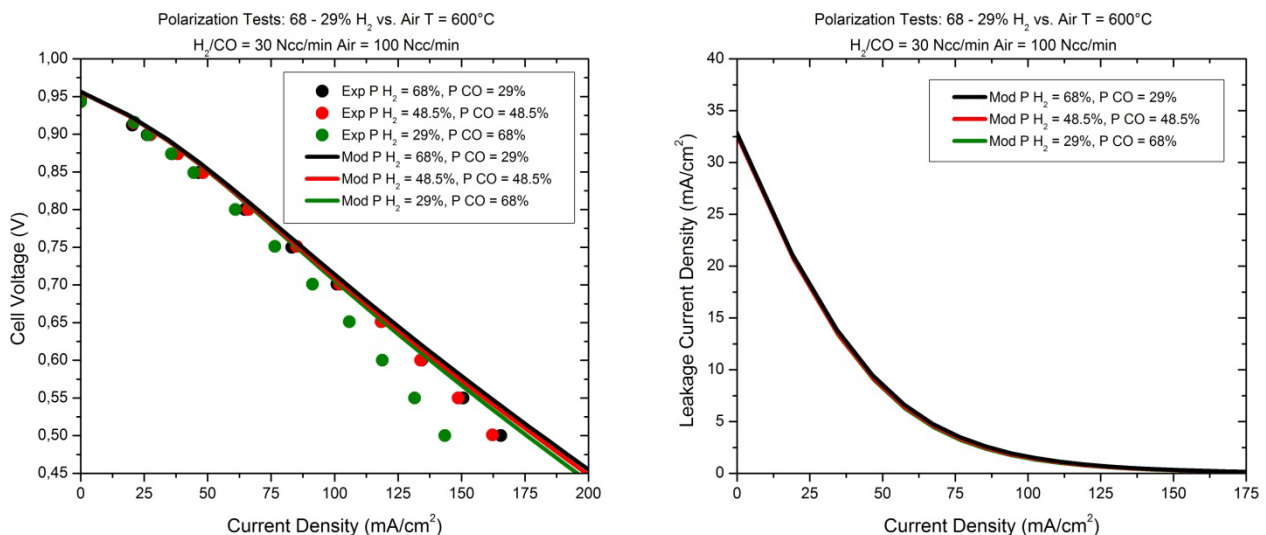 Polarization Tests: 68 - 29% H₂ vs. Air T = 600°C
H₂/CO = 30 Ncc/min Air = 100 Ncc/min
1,00
0,95
0,90
0,85
0,80
0,75
0,70
0,65
0,60
0,55
0,50
0,45
Cell Voltage (V)
Exp P H₂ = 68%, P CO = 29%
Exp P H₂ = 48.5%, P CO = 48.5%
Exp P H₂ = 29%, P CO = 68%
Mod P H₂ = 68%, P CO = 29%
Mod P H₂ = 48.5%, P CO = 48.5%
Mod P H₂ = 29%, P CO = 68%
0 25 50 75 100 125 150 175 200
Current Density (mA/cm²)
Polarization Tests: 68 - 29% H₂ vs. Air T = 600°C
H₂/CO = 30 Ncc/min Air = 100 Ncc/min
40
35
30
25
20
15
10
5
0
Leakage Current Density (mA/cm²)
Mod P H₂ = 68%, P CO = 29%
Mod P H₂ = 48.5%, P CO = 48.5%
Mod P H₂ = 29%, P CO = 68%
0 25 50 75 100 125 150 175
Current Density (mA/cm²)